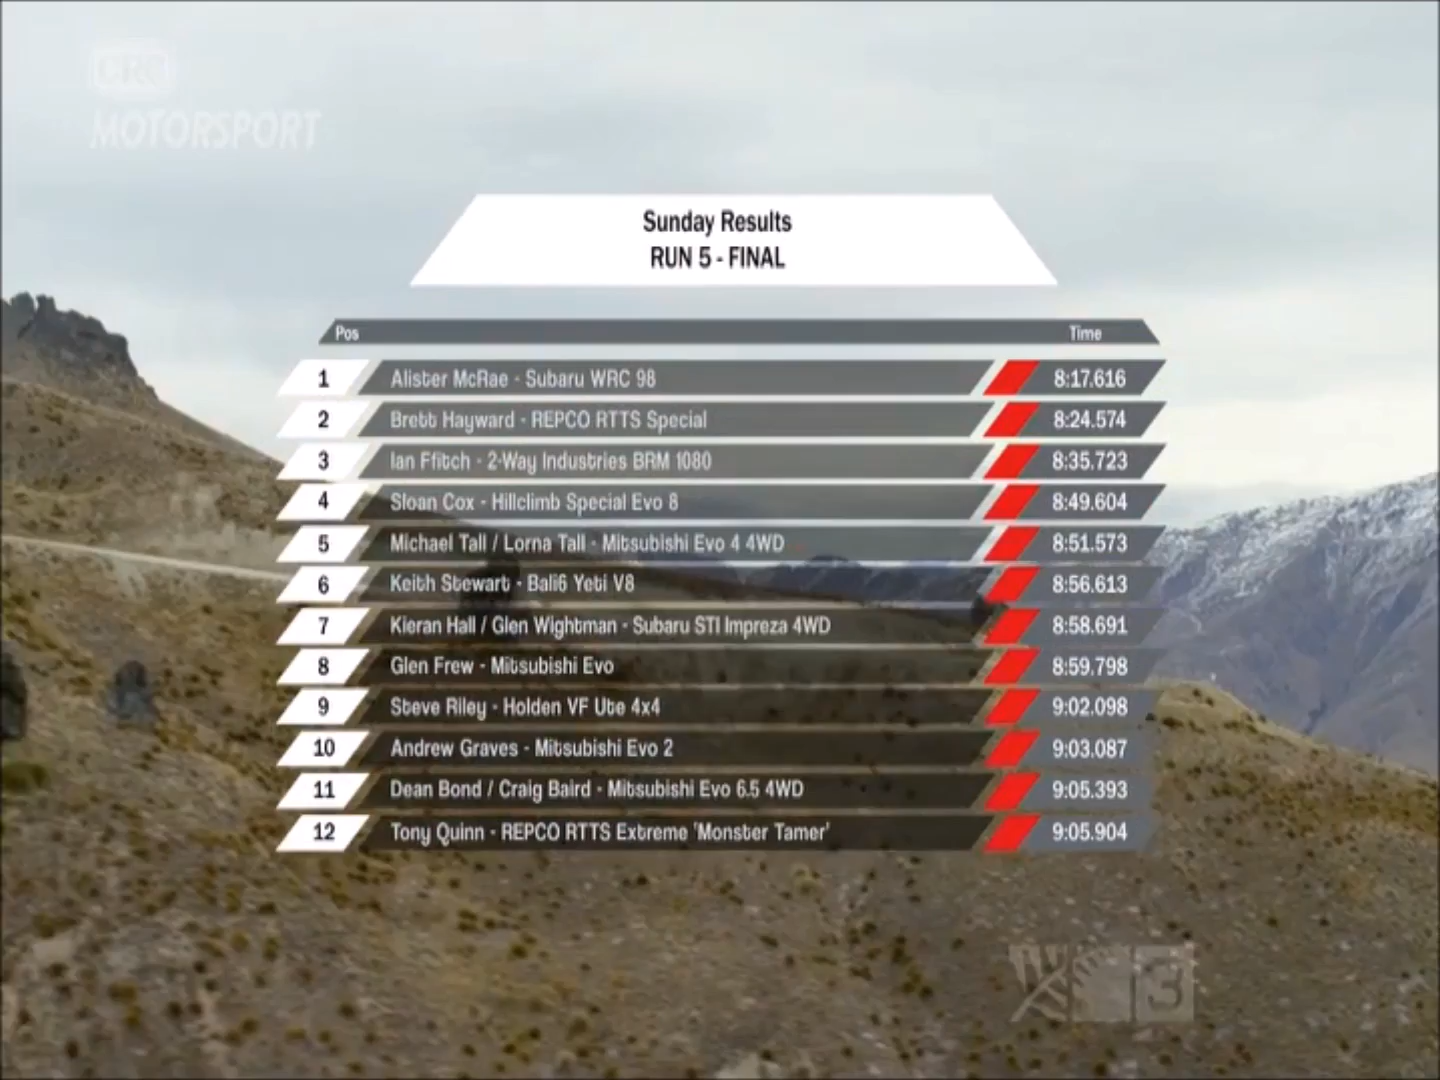 CRC
MOTORSPORT
Sunday Results
RUN 5 - FINAL
Pos Time
1 Alister McRae - Subaru WRC 98 8:17.616
2 Brett Hayward - REPCO RTTS Special 8:24.574
3 Ian Ffitch - 2-Way Industries BRM 1080 8:35.723
4 Sloan Cox - Hillclimb Special Evo 8 8:49.604
5 Michael Tall / Lorna Tall - Mitsubishi Evo 4 4WD 8:51.573
6 Keith Stewart - Bali6 Yeti V8 8:56.613
7 Kieran Hall / Glen Wightman - Subaru STI Impreza 4WD 8:58.691
8 Glen Frew - Mitsubishi Evo 8:59.798
9 Steve Riley - Holden VF Ute 4x4 9:02.098
10 Andrew Graves - Mitsubishi Evo 2 9:03.087
11 Dean Bond / Craig Baird - Mitsubishi Evo 6.5 4WD 9:05.393
12 Tony Quinn - REPCO RTTS Extreme 'Monster Tamer' 9:05.904
3